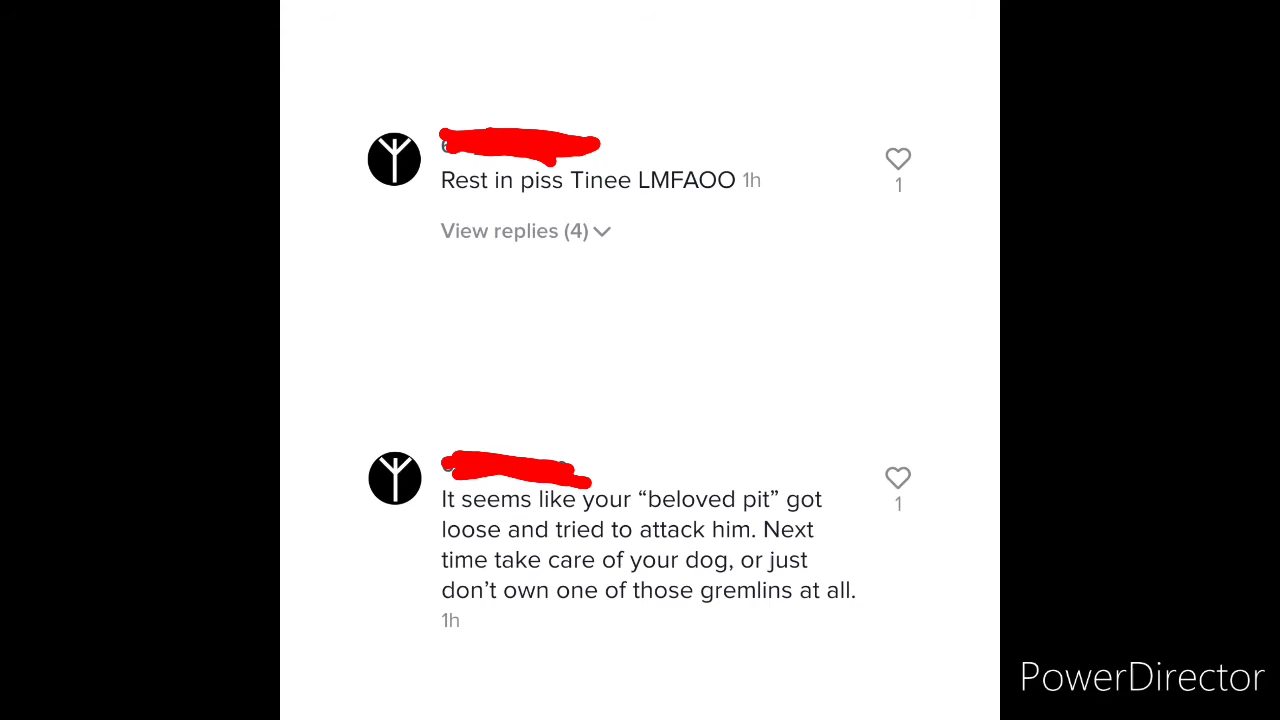 Rest in piss Tinee LMFAOO 1h
1
View replies (4)
It seems like your “beloved pit” got
loose and tried to attack him. Next
time take care of your dog, or just
don’t own one of those gremlins at all.
1h
1
PowerDirector